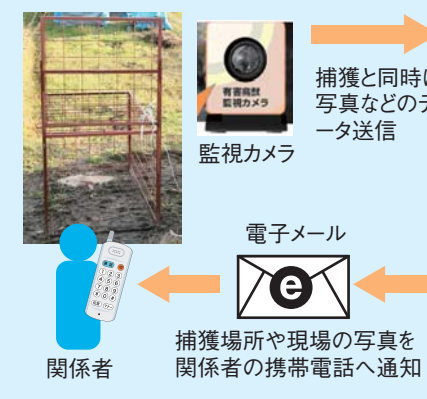 有害鳥獣
監視カメラ
監視カメラ
捕獲と同時に
写真などのデ
ータ送信
電子メール
e
捕獲場所や現場の写真を
関係者の携帯電話へ通知
関係者